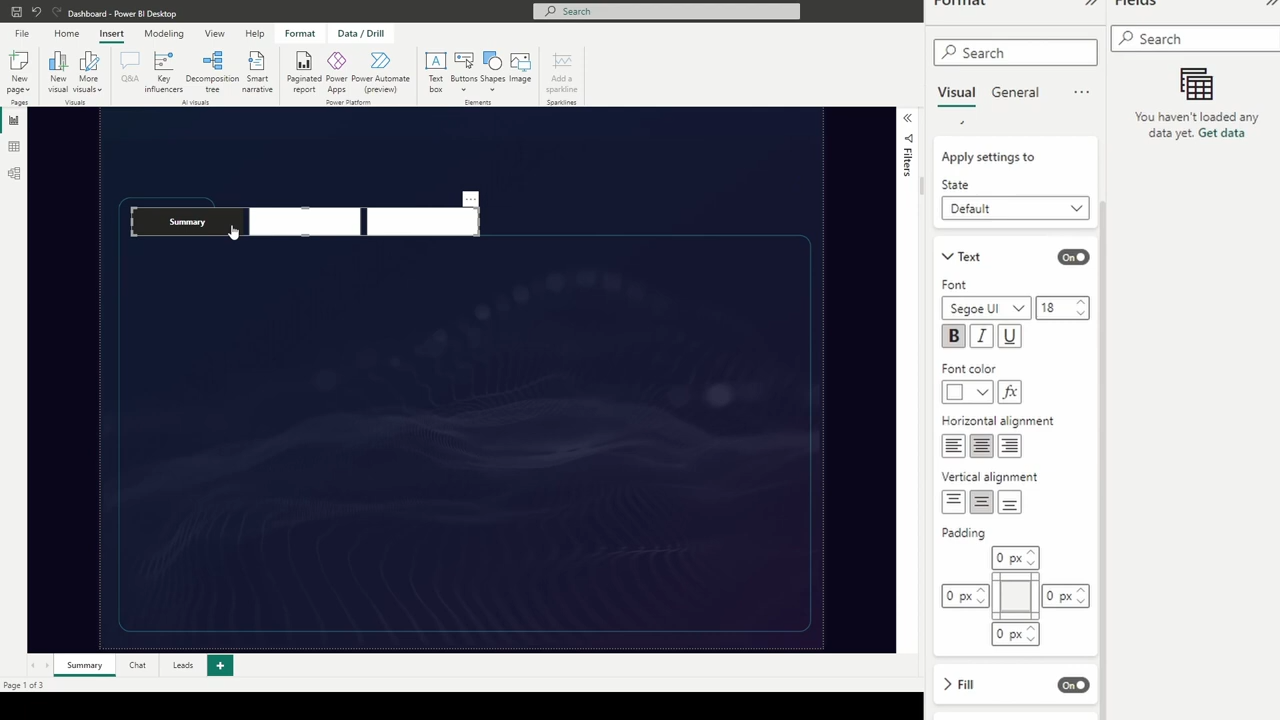 Dashboard - Power BI Desktop
Search
File Home Insert Modeling View Help Format Data / Drill
New page
New visual
More visuals
Q&A
Key influencers
Decomposition tree
Smart narrative
Paginated report
Power Apps
Power Automate (preview)
Text box
Buttons
Shapes
Image
Add a sparkline
Pages
Visuals
AI visuals
Power Platform
Elements
Sparklines
Summary
Filters
Summary Chat Leads
Page 1 of 3
Format
Search
Visual General
Apply settings to
State
Default
Text On
Font
Segoe UI 18
B I U
Font color
fx
Horizontal alignment
Vertical alignment
Padding
0 px
0 px
0 px
0 px
Fill On
Fields
Search
You haven't loaded any
data yet. Get data